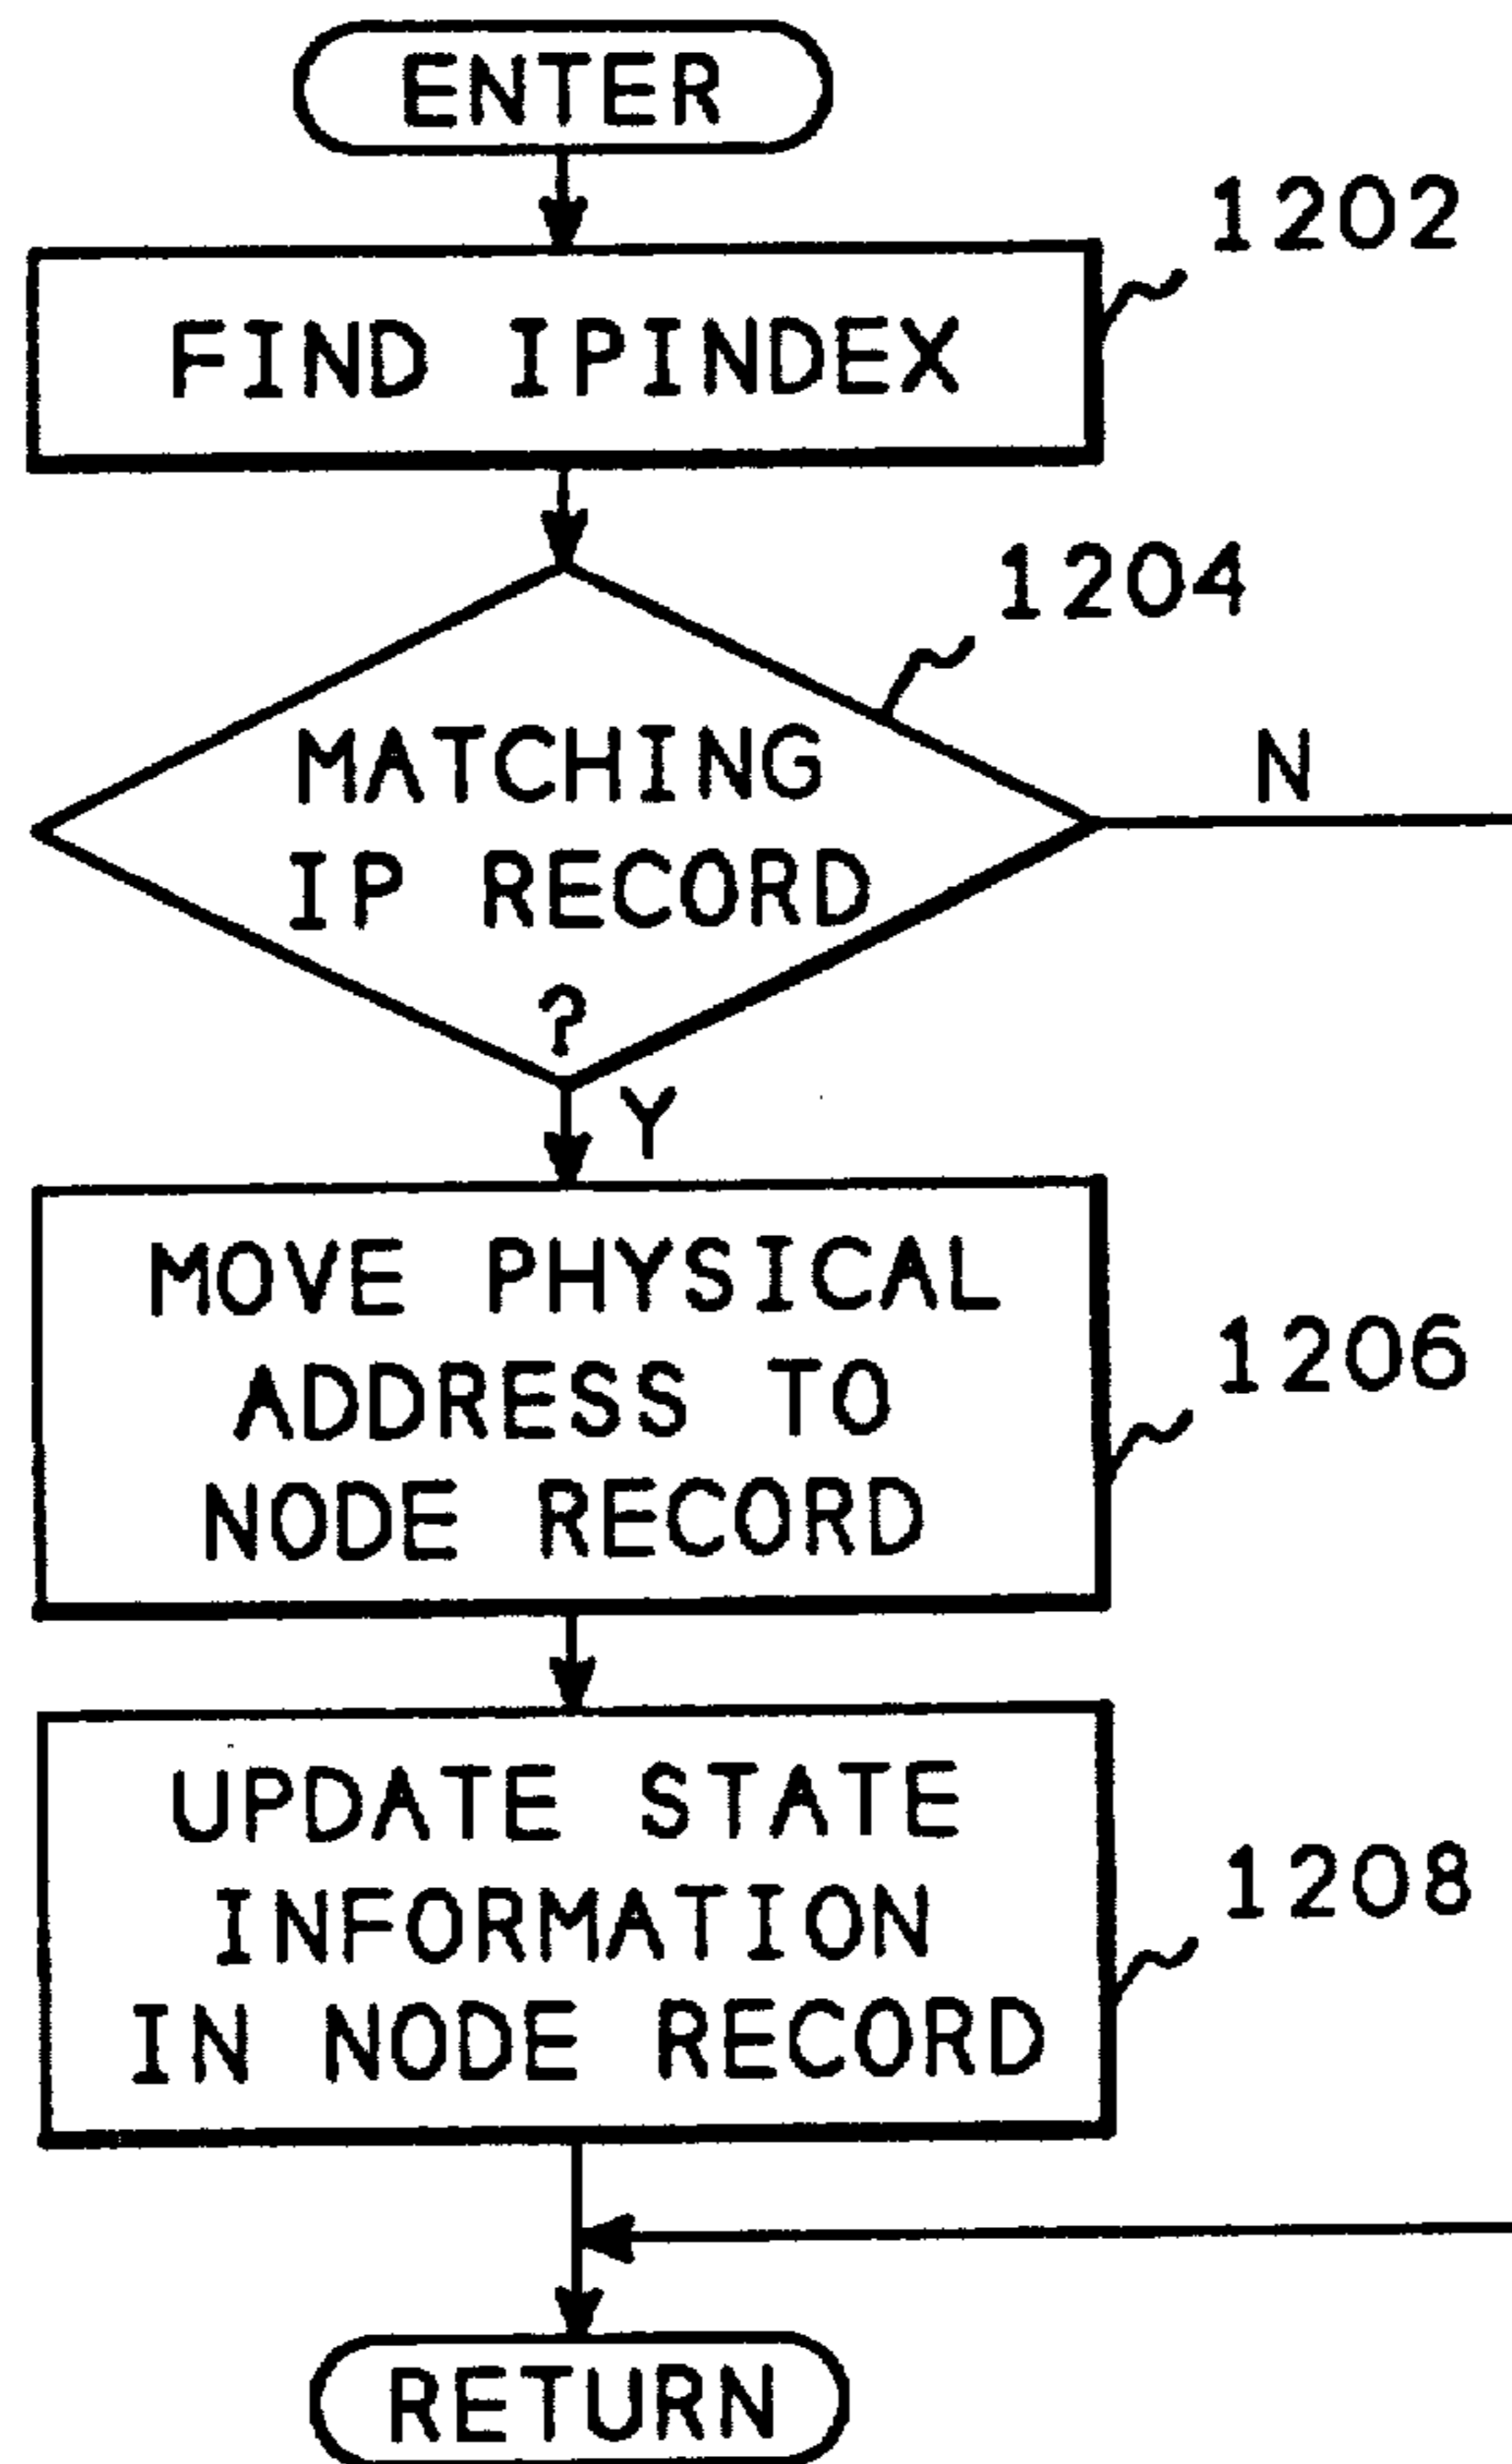 ENTER
1202
FIND IPINDEX
1204
MATCHING
IP RECORD
?
N
Y
MOVE PHYSICAL
ADDRESS TO
NODE RECORD
1206
UPDATE STATE
INFORMATION
IN NODE RECORD
1208
RETURN